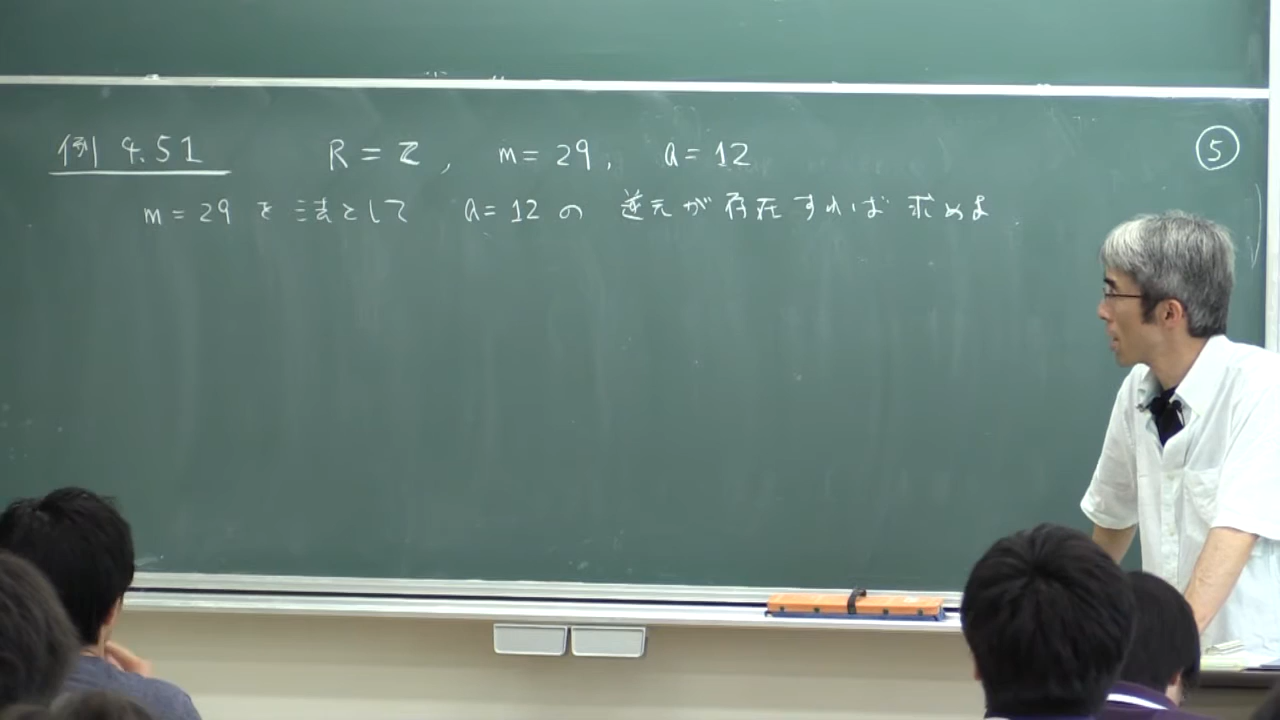 例 4.51 R = Z, m = 29, a = 12 ⑤
m = 29 を法として a = 12 の 逆元が存在すれば求めよ